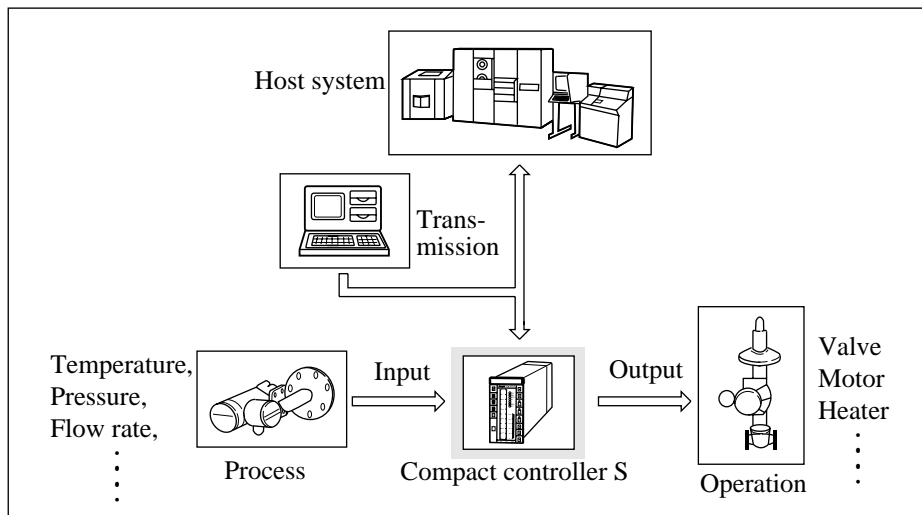 Host system
Trans-
mission
Temperature,
Pressure,
Flow rate,
Process
Input
Compact controller S
Output
Operation
Valve
Motor
Heater